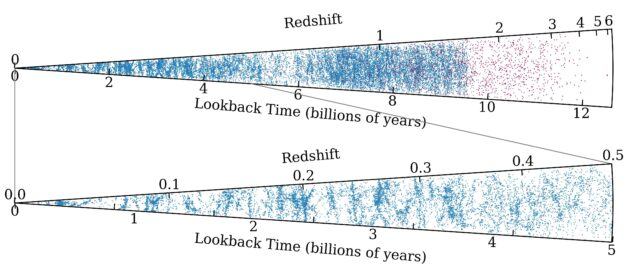 Redshift
0 1 2 3 4 5 6
0 2 4 6 8 10 12
Lookback Time (billions of years)
Redshift
0.0 0.1 0.2 0.3 0.4 0.5
0 1 2 3 4 5
Lookback Time (billions of years)